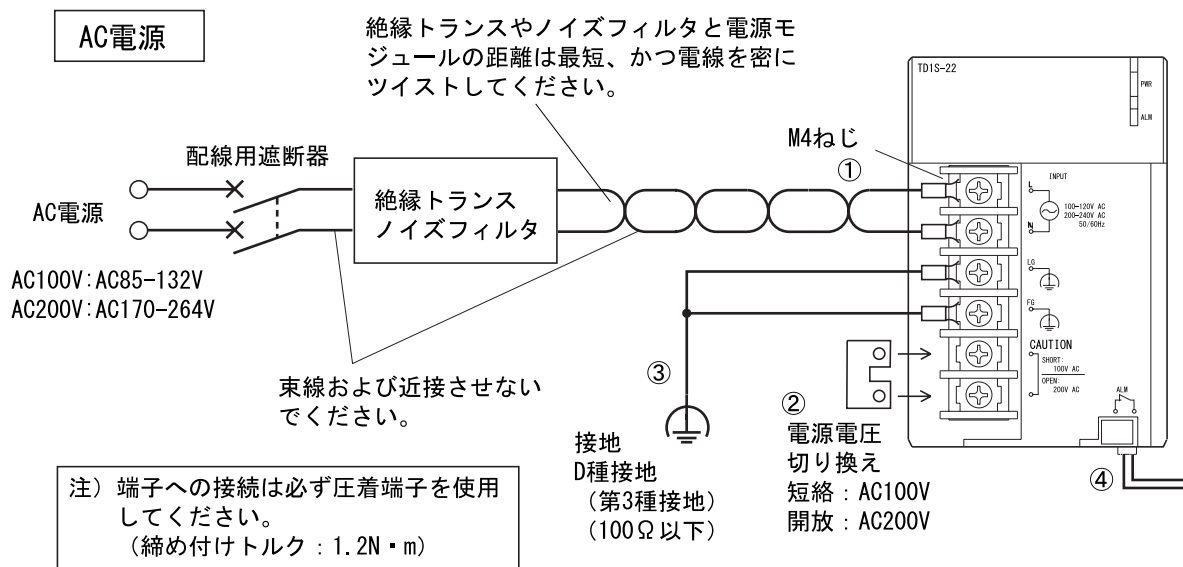 AC電源
絶縁トランスやノイズフィルタと電源モ
ジュールの距離は最短、かつ電線を密に
ツイストしてください。
配線用遮断器
AC電源
AC100V:AC85-132V
AC200V:AC170-264V
絶縁トランス
ノイズフィルタ
束線および近接させない
でください。
注) 端子への接続は必ず圧着端子を使用
してください。
(締め付けトルク:1.2N・m)
M4ねじ
①
③
接地
D種接地
(第3種接地)
(100Ω以下)
②
電源電圧
切り換え
短絡:AC100V
開放:AC200V
TD1S-22
PWR
ALM
INPUT
L
100-120V AC
200-240V AC
50/60Hz
N
LG
FG
CAUTION
SHORT:
100V AC
OPEN:
200V AC
ALM
④